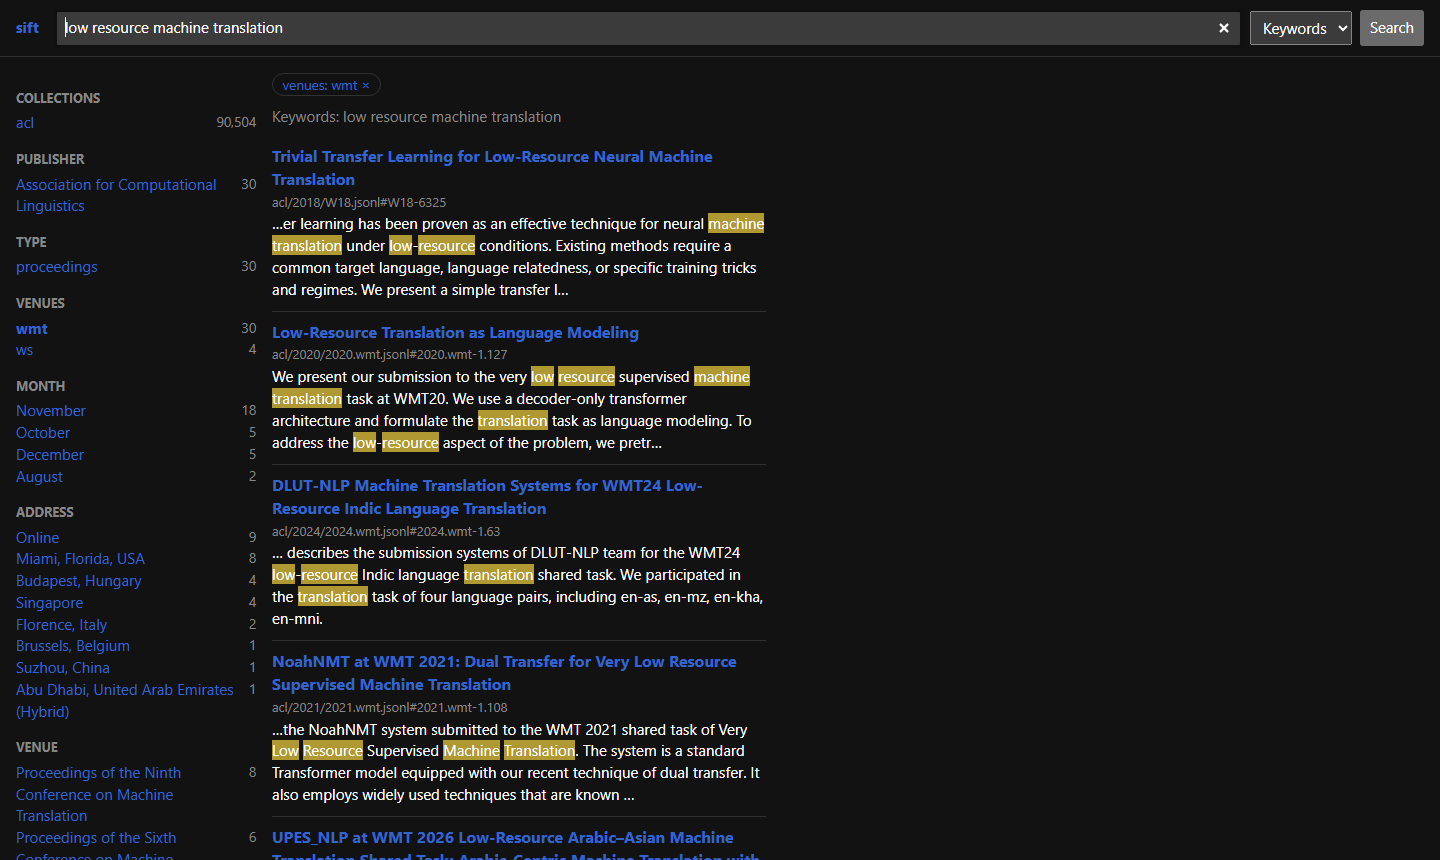 sift
low resource machine translation
×
Keywords
Search
COLLECTIONS
acl 90,504
PUBLISHER
Association for Computational 30
Linguistics
TYPE
proceedings 30
VENUES
wmt 30
ws 4
MONTH
November 18
October 5
December 5
August 2
ADDRESS
Online 9
Miami, Florida, USA 8
Budapest, Hungary 4
Singapore 4
Florence, Italy 2
Brussels, Belgium 1
Suzhou, China 1
Abu Dhabi, United Arab Emirates 1
(Hybrid)
VENUE
Proceedings of the Ninth 8
Conference on Machine
Translation
Proceedings of the Sixth 6
Conference on Machine
venues: wmt ×
Keywords: low resource machine translation
Trivial Transfer Learning for Low-Resource Neural Machine
Translation
acl/2018/W18.jsonl#W18-6325
...er learning has been proven as an effective technique for neural machine
translation under low-resource conditions. Existing methods require a
common target language, language relatedness, or specific training tricks
and regimes. We present a simple transfer l...
Low-Resource Translation as Language Modeling
acl/2020/2020.wmt.jsonl#2020.wmt-1.127
We present our submission to the very low resource supervised machine
translation task at WMT20. We use a decoder-only transformer
architecture and formulate the translation task as language modeling. To
address the low-resource aspect of the problem, we pretr...
DLUT-NLP Machine Translation Systems for WMT24 Low-
Resource Indic Language Translation
acl/2024/2024.wmt.jsonl#2024.wmt-1.63
... describes the submission systems of DLUT-NLP team for the WMT24
low-resource Indic language translation shared task. We participated in
the translation task of four language pairs, including en-as, en-mz, en-kha,
en-mni.
NoahNMT at WMT 2021: Dual Transfer for Very Low Resource
Supervised Machine Translation
acl/2021/2021.wmt.jsonl#2021.wmt-1.108
...the NoahNMT system submitted to the WMT 2021 shared task of Very
Low Resource Supervised Machine Translation. The system is a standard
Transformer model equipped with our recent technique of dual transfer. It
also employs widely used techniques that are known ...
UPES_NLP at WMT 2026 Low-Resource Arabic–Asian Machine
Translation Shared Task: Arabic-Centric Machine Translation with